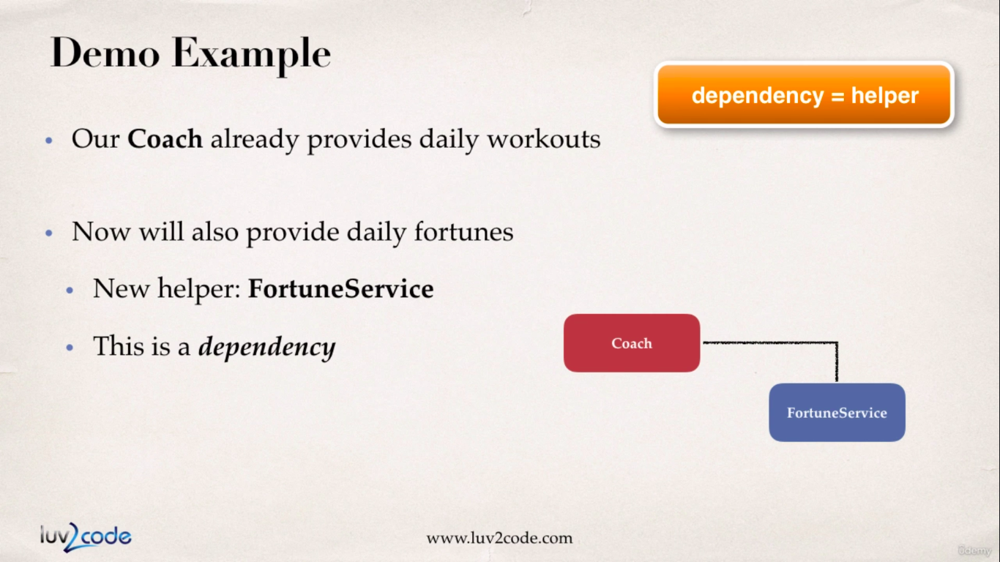 Demo Example
dependency = helper
• Our Coach already provides daily workouts
• Now will also provide daily fortunes
• New helper: FortuneService
• This is a dependency
Coach
FortuneService
luv2code
www.luv2code.com
ûdemy